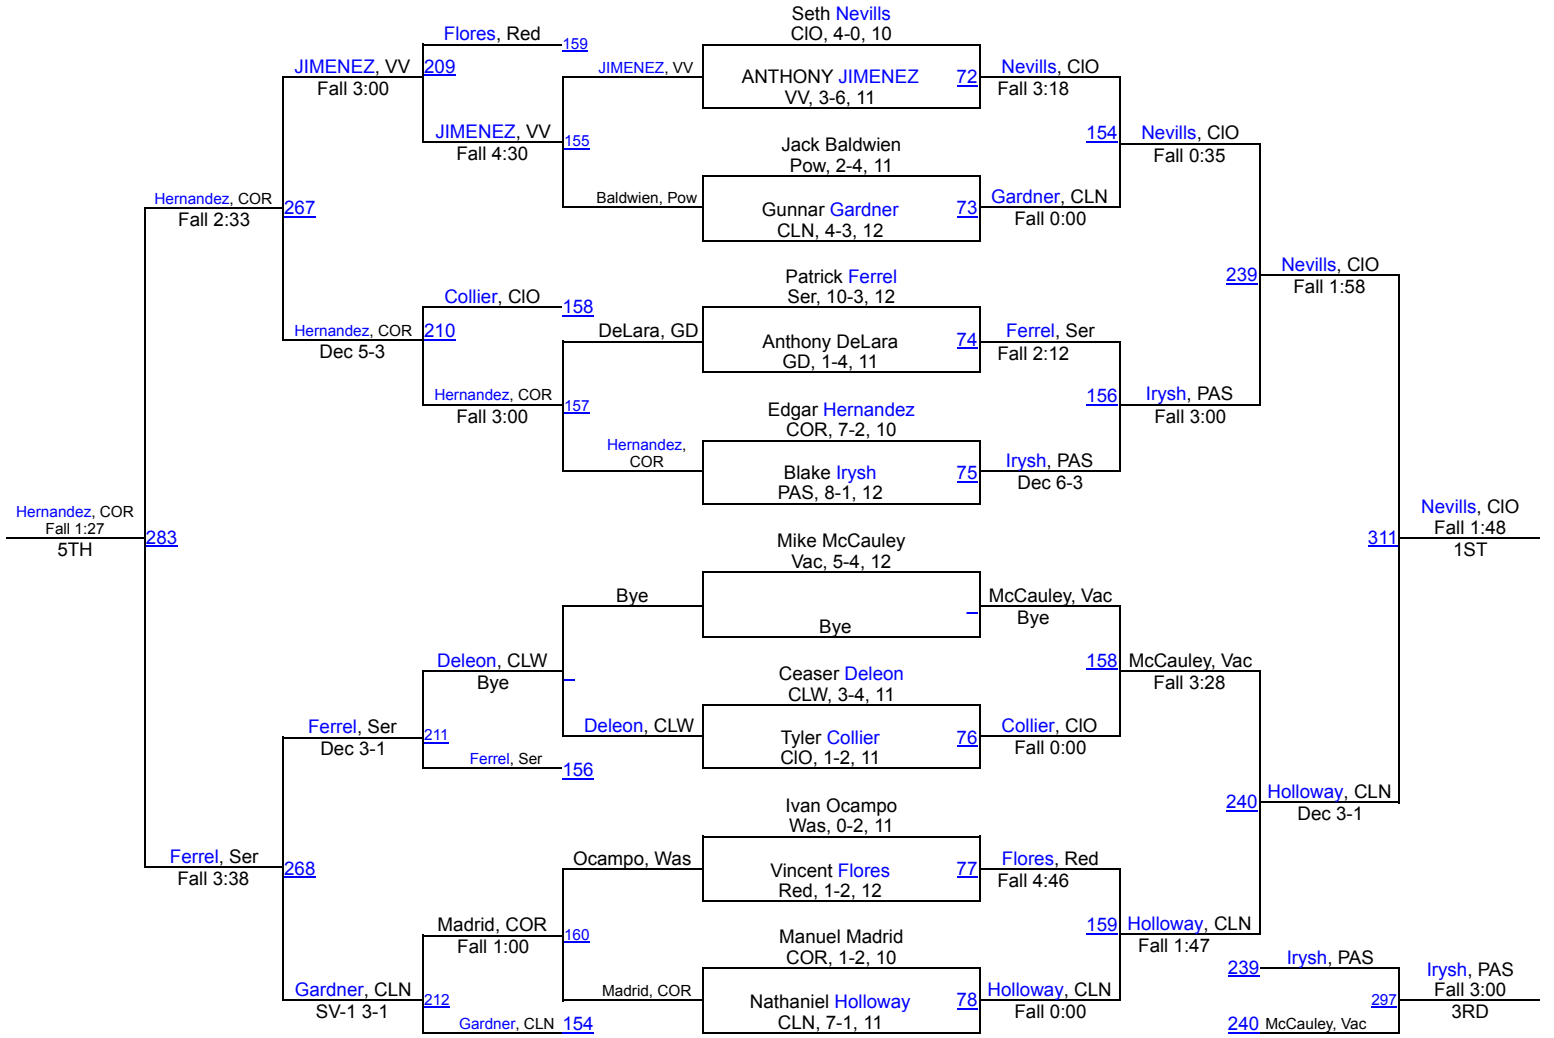 Seth Nevills
CIO, 4-0, 10
Flores, Red
159
JIMENEZ, VV
209
Fall 3:00
JIMENEZ, VV
ANTHONY JIMENEZ
72
VV, 3-6, 11
Nevills, CIO
Fall 3:18
JIMENEZ, VV
155
Fall 4:30
Jack Baldwien
Pow, 2-4, 11
154
Nevills, CIO
Fall 0:35
Hernandez, COR
267
Fall 2:33
Baldwien, Pow
Gunnar Gardner
73
CLN, 4-3, 12
Gardner, CLN
Fall 0:00
Patrick Ferrel
Ser, 10-3, 12
239
Nevills, CIO
Fall 1:58
Collier, CIO
158
Hernandez, COR
210
Dec 5-3
DeLara, GD
Anthony DeLara
74
GD, 1-4, 11
Ferrel, Ser
Fall 2:12
Hernandez, COR
157
Fall 3:00
Edgar Hernandez
COR, 7-2, 10
156
Irysh, PAS
Fall 3:00
Hernandez,
COR
Blake Irysh
75
PAS, 8-1, 12
Irysh, PAS
Dec 6-3
Hernandez, COR
Fall 1:27
283
5TH
Mike McCauley
Vac, 5-4, 12
311
Nevills, CIO
Fall 1:48
1ST
Bye
Bye
McCauley, Vac
Bye
Deleon, CLW
Bye
Ceaser Deleon
CLW, 3-4, 11
158
McCauley, Vac
Fall 3:28
Ferrel, Ser
211
Dec 3-1
Deleon, CLW
Tyler Collier
76
CIO, 1-2, 11
Collier, CIO
Fall 0:00
Ferrel, Ser
156
Ivan Ocampo
Was, 0-2, 11
240
Holloway, CLN
Dec 3-1
Ferrel, Ser
268
Fall 3:38
Ocampo, Was
Vincent Flores
77
Red, 1-2, 12
Flores, Red
Fall 4:46
Madrid, COR
160
Fall 1:00
Manuel Madrid
COR, 1-2, 10
159
Holloway, CLN
Fall 1:47
Gardner, CLN
212
SV-1 3-1
Madrid, COR
Nathaniel Holloway
78
CLN, 7-1, 11
Holloway, CLN
Fall 0:00
Gardner, CLN
154
239
Irysh, PAS
297
Irysh, PAS
Fall 3:00
3RD
240
McCauley, Vac